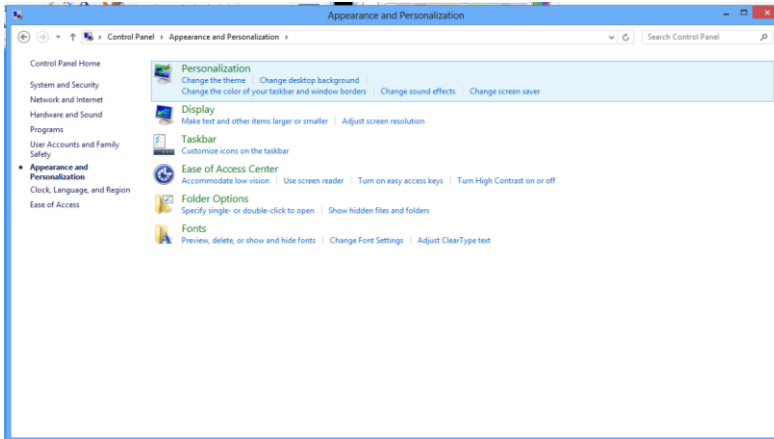 Appearance and Personalization
Control Panel Appearance and Personalization
Search Control Panel
Control Panel Home
System and Security
Network and Internet
Hardware and Sound
Programs
User Accounts and Family
Safety
Appearance and
Personalization
Clock, Language, and Region
Ease of Access
Personalization
Change the theme Change desktop background
Change the color of your taskbar and window borders Change sound effects Change screen saver
Display
Make text and other items larger or smaller Adjust screen resolution
Taskbar
Customize icons on the taskbar
Ease of Access Center
Accommodate low vision Use screen reader Turn on easy access keys Turn High Contrast on or off
Folder Options
Specify single- or double-click to open Show hidden files and folders
Fonts
Preview, delete, or show and hide fonts Change Font Settings Adjust ClearType text